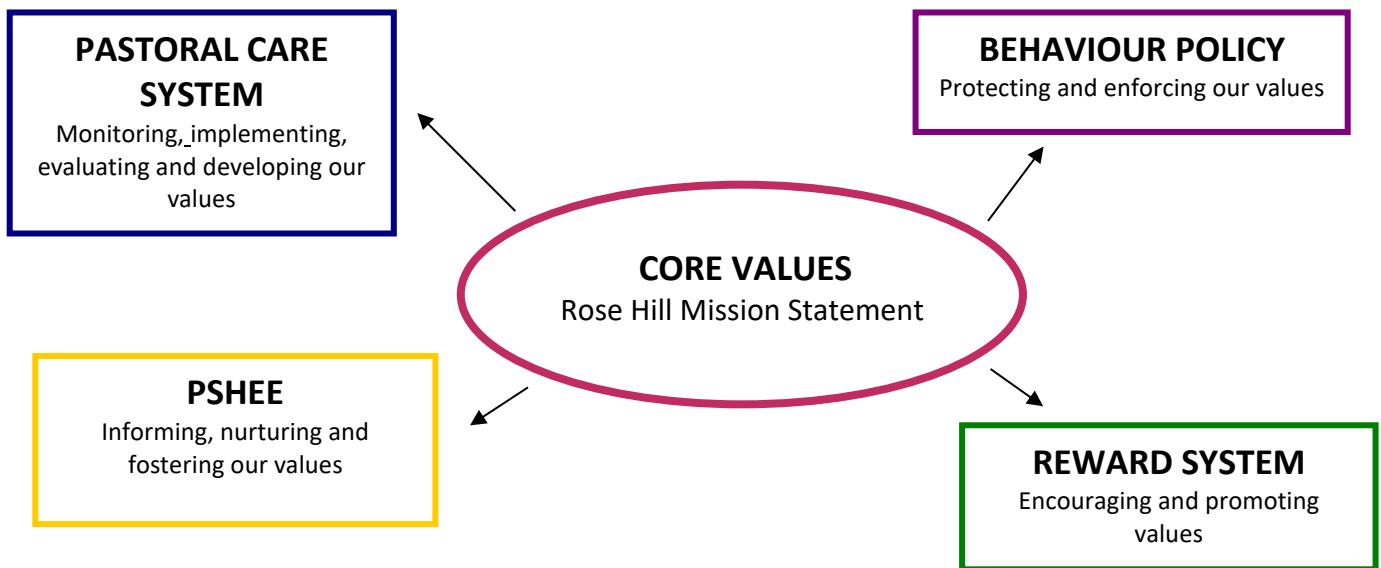 PASTORAL CARE
SYSTEM
Monitoring, implementing,
evaluating and developing our
values
BEHAVIOUR POLICY
Protecting and enforcing our values
CORE VALUES
Rose Hill Mission Statement
PSHEE
Informing, nurturing and
fostering our values
REWARD SYSTEM
Encouraging and promoting
values